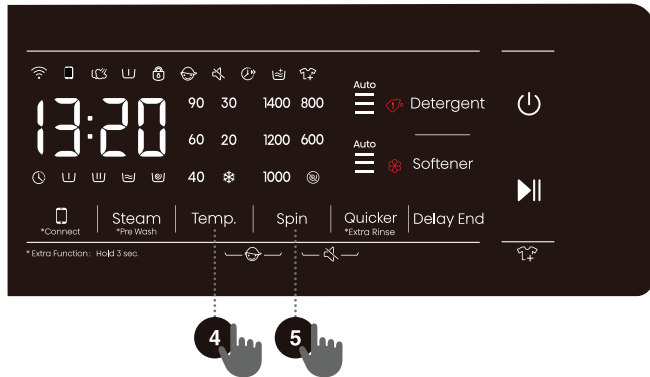 Auto
90 30 1400 800
Detergent
13:20
60 20 1200 600
Auto
Softener
40 1000
Steam Temp. Spin Quicker Delay End
*Connect *Pre Wash *Extra Rinse
* Extra Function: Hold 3 sec.
4 5